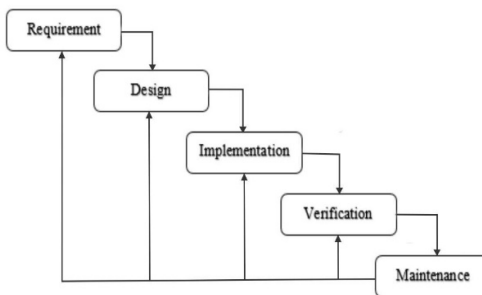 Requirement
Design
Implementation
Verification
Maintenance